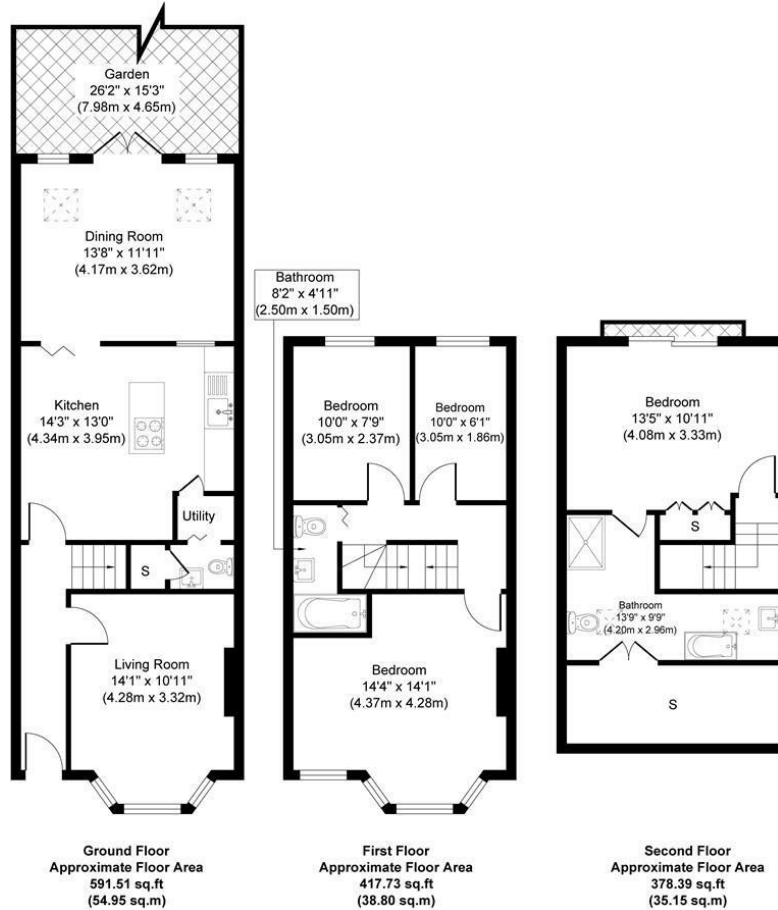 Garden
26'2" x 15'3"
(7.98m x 4.65m)
Dining Room
13'8" x 11'11"
(4.17m x 3.62m)
Kitchen
14'3" x 13'0"
(4.34m x 3.95m)
Utility
S
Living Room
14'1" x 10'11"
(4.28m x 3.32m)
Ground Floor
Approximate Floor Area
591.51 sq.ft
(54.95 sq.m)
Bathroom
8'2" x 4'11"
(2.50m x 1.50m)
Bedroom
10'0" x 7'9"
(3.05m x 2.37m)
Bedroom
10'0" x 6'1"
(3.05m x 1.86m)
Bedroom
14'4" x 14'1"
(4.37m x 4.28m)
First Floor
Approximate Floor Area
417.73 sq.ft
(38.80 sq.m)
Bedroom
13'5" x 10'11"
(4.08m x 3.33m)
S
Bathroom
13'9" x 9'9"
(4.20m x 2.96m)
S
Second Floor
Approximate Floor Area
378.39 sq.ft
(35.15 sq.m)